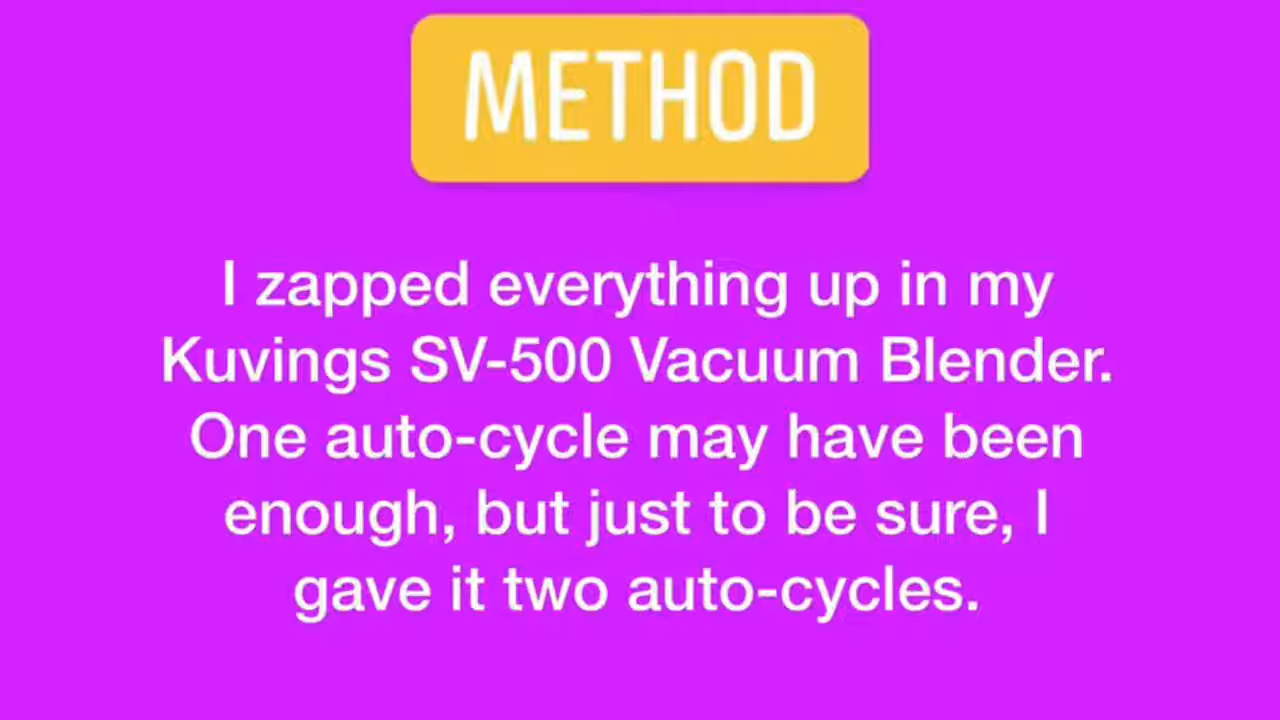 METHOD
I zapped everything up in my
Kuvings SV-500 Vacuum Blender.
One auto-cycle may have been
enough, but just to be sure, I
gave it two auto-cycles.